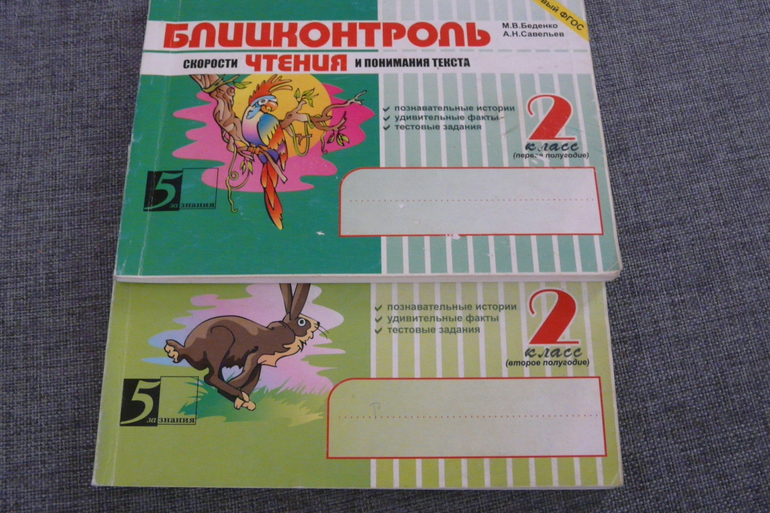 М.В.Беденко
А.Н.Савельев
ФГОС
БЛИЦКОНТРОЛЬ
СКОРОСТИ ЧТЕНИЯ И ПОНИМАНИЯ ТЕКСТА
познавательные истории
удивительные факты
тестовые задания
2
класс
(первое полугодие)
5
за знания
познавательные истории
удивительные факты
тестовые задания
2
класс
(второе полугодие)
5
за знания